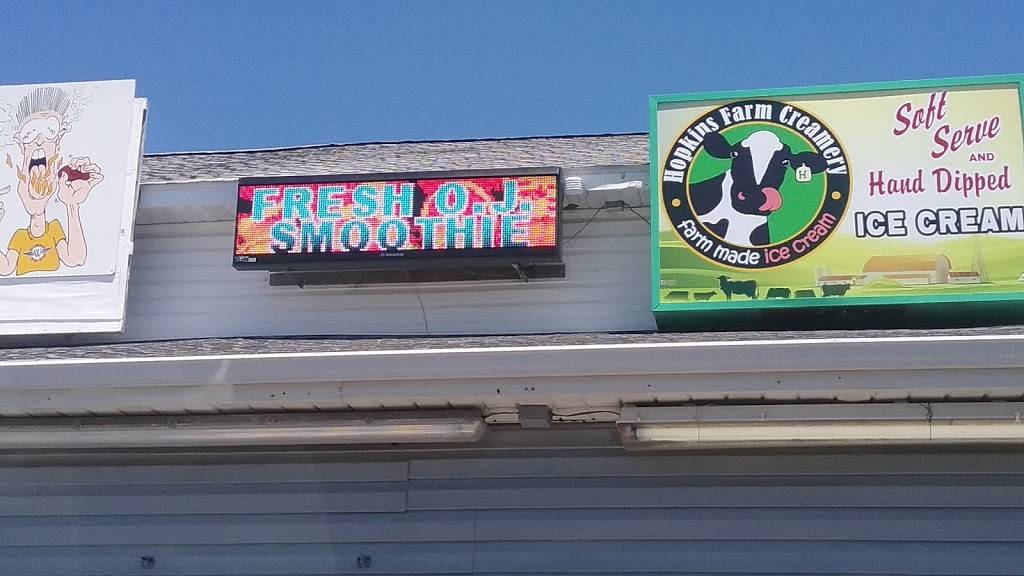 FRESH O.J.
SMOOTHIE
Hopkins Farm Creamery
H
farm made ice cream
Soft
Serve
AND
Hand Dipped
ICE CREAM